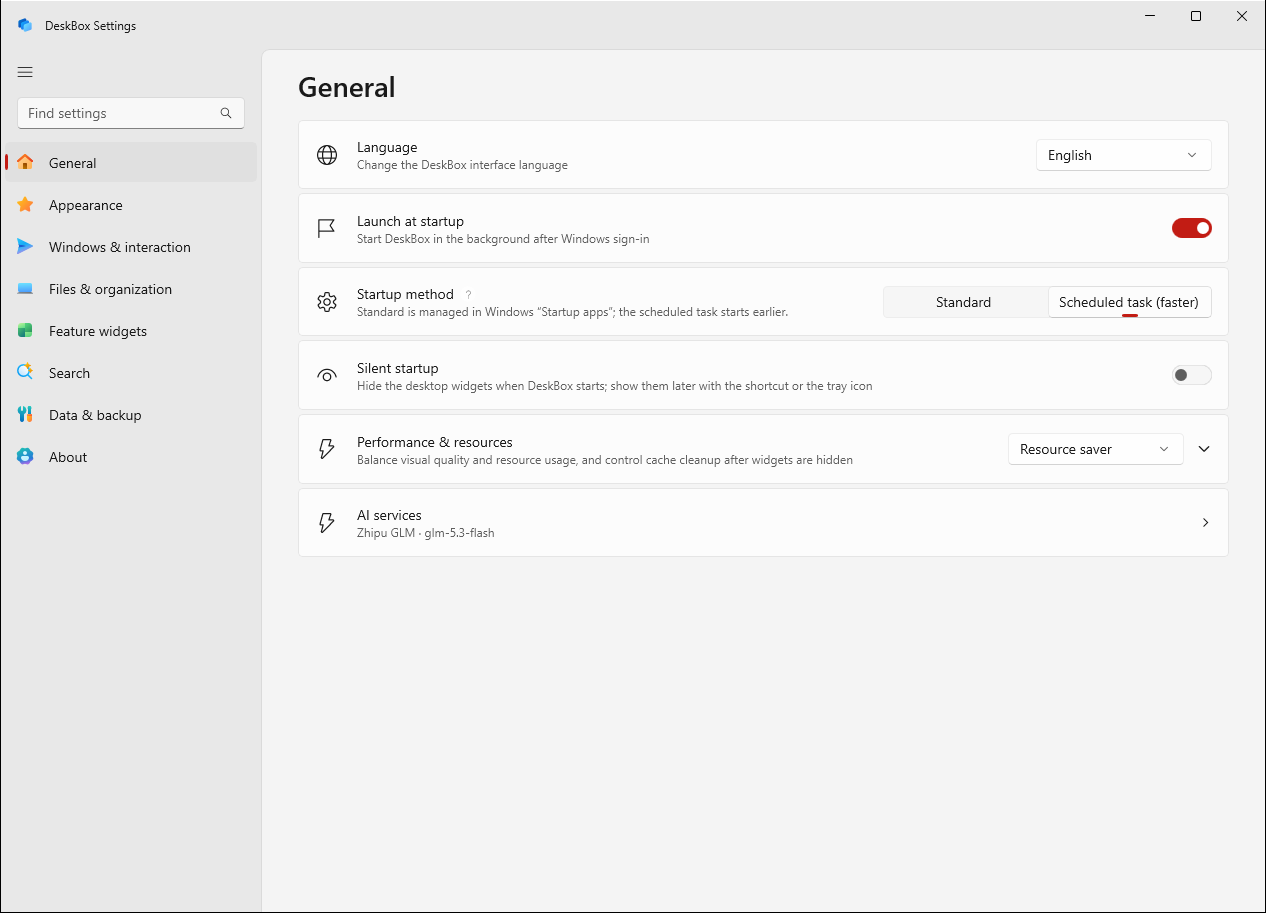 DeskBox Settings
Find settings
General
Appearance
Windows & interaction
Files & organization
Feature widgets
Search
Data & backup
About
General
Language
Change the DeskBox interface language
English
Launch at startup
Start DeskBox in the background after Windows sign-in
Startup method ?
Standard is managed in Windows “Startup apps”; the scheduled task starts earlier.
Standard
Scheduled task (faster)
Silent startup
Hide the desktop widgets when DeskBox starts; show them later with the shortcut or the tray icon
Performance & resources
Balance visual quality and resource usage, and control cache cleanup after widgets are hidden
Resource saver
AI services
Zhipu GLM · glm-5.3-flash